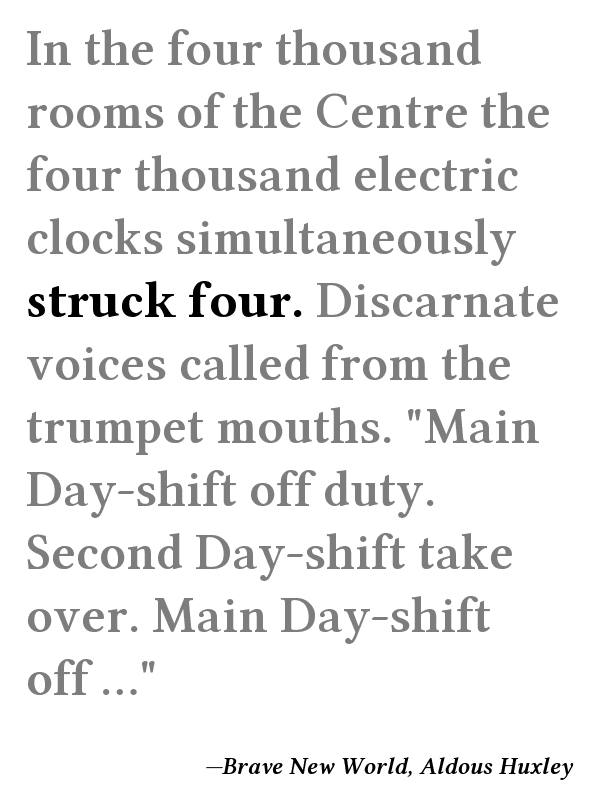 In the four thousand
rooms of the Centre the
four thousand electric
clocks simultaneously
struck four. Discarnate
voices called from the
trumpet mouths. "Main
Day-shift off duty.
Second Day-shift take
over. Main Day-shift
off ..."
—Brave New World, Aldous Huxley